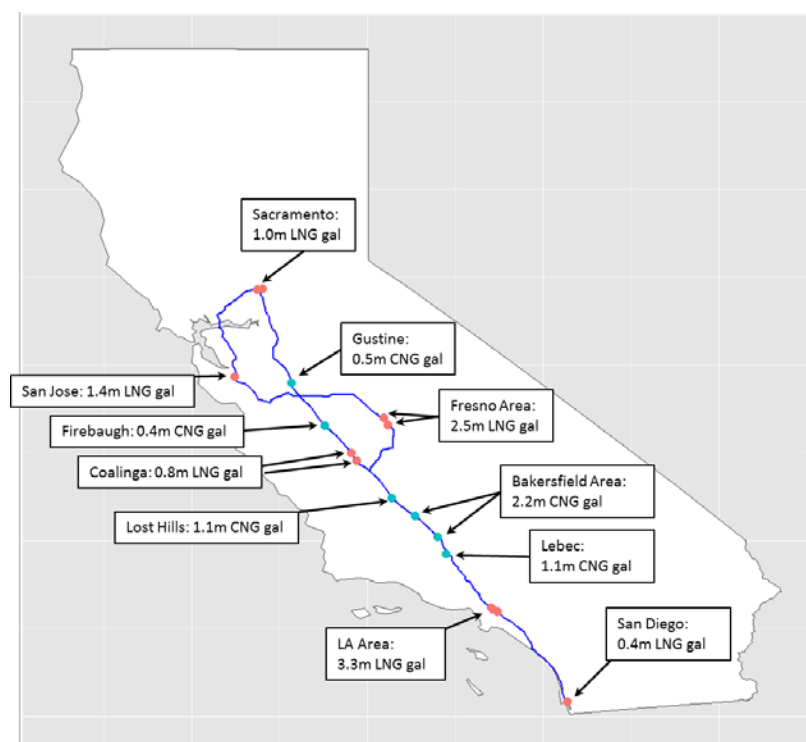 Sacramento:
1.0m LNG gal
Gustine:
0.5m CNG gal
San Jose: 1.4m LNG gal
Fresno Area:
2.5m LNG gal
Firebaugh: 0.4m CNG gal
Coalinga: 0.8m LNG gal
Bakersfield Area:
2.2m CNG gal
Lost Hills: 1.1m CNG gal
Lebec:
1.1m CNG gal
LA Area:
3.3m LNG gal
San Diego:
0.4m LNG gal